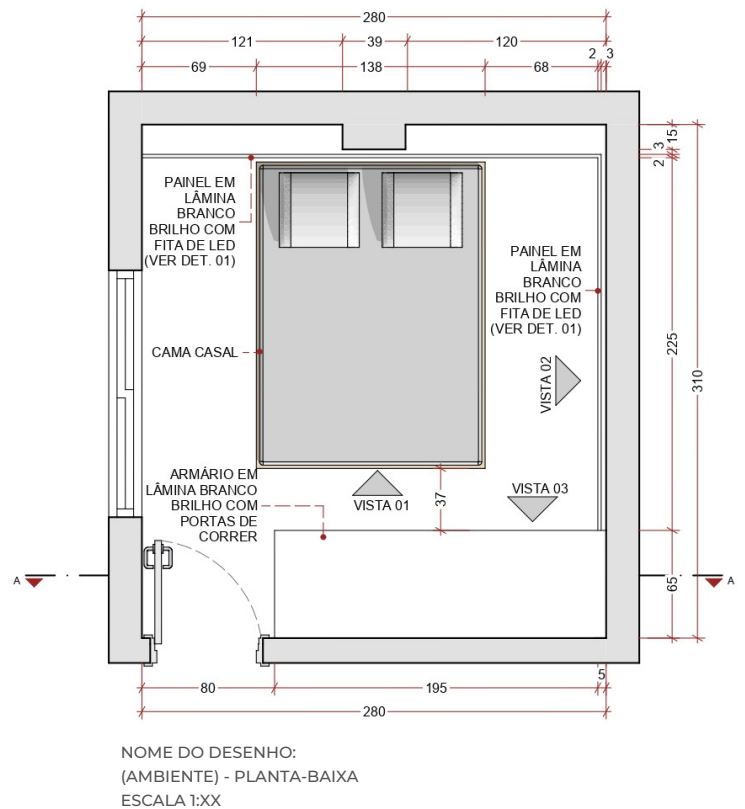 280
121
39
120
69
138
68
2
3
15
3
2
PAINEL EM
LÂMINA
BRANCO
BRILHO COM
FITA DE LED
(VER DET. 01)
PAINEL EM
LÂMINA
BRANCO
BRILHO COM
FITA DE LED
(VER DET. 01)
225
310
CAMA CASAL
VISTA 02
ARMÁRIO EM
LÂMINA BRANCO
BRILHO COM
PORTAS DE
CORRER
VISTA 01
37
VISTA 03
A
65
A
80
195
5
280
NOME DO DESENHO:
(AMBIENTE) - PLANTA-BAIXA
ESCALA 1:XX